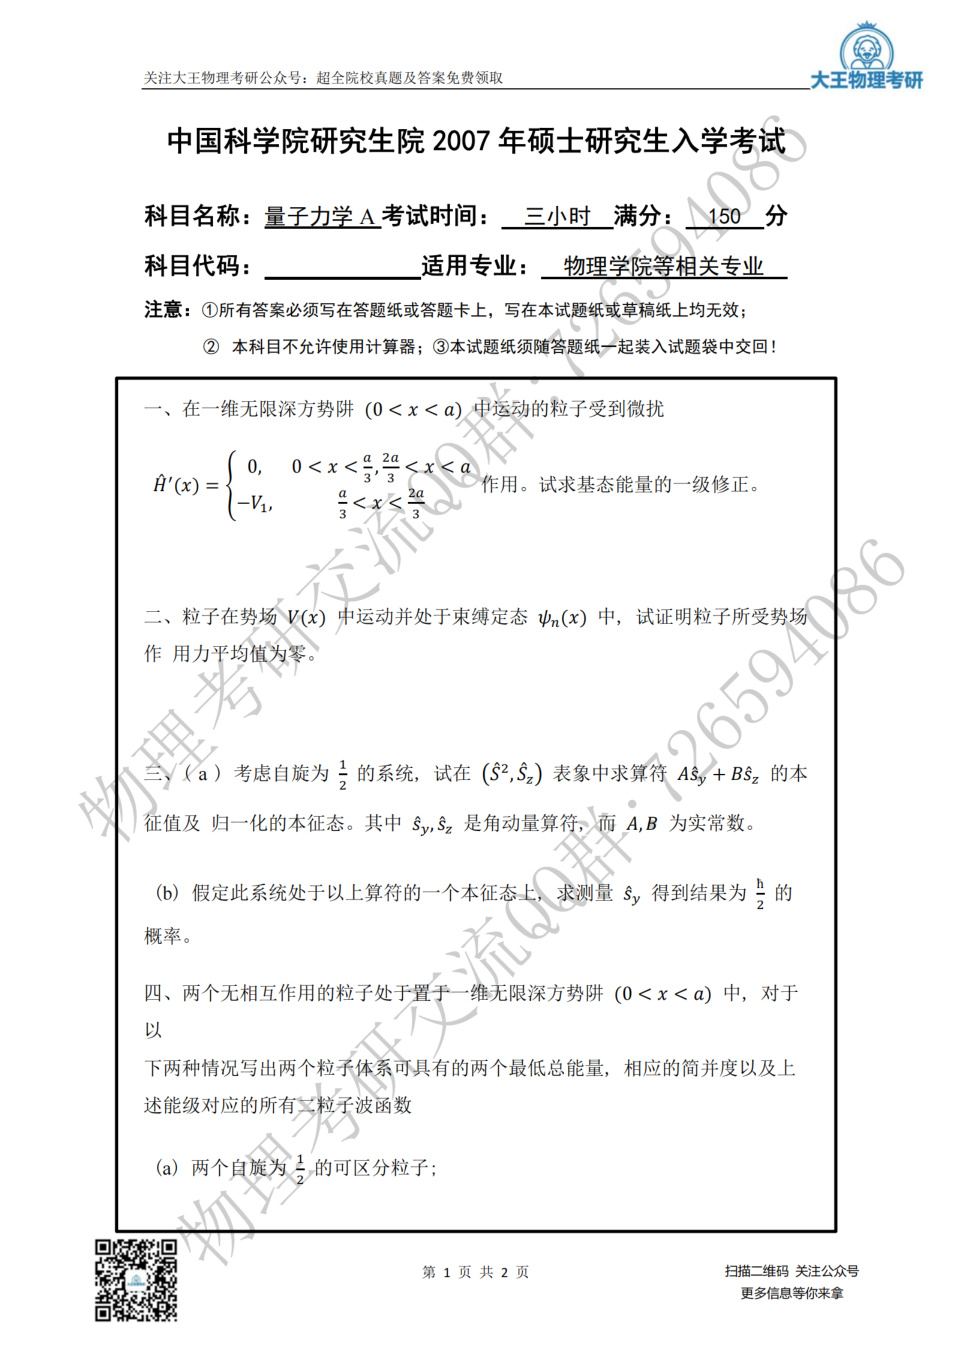 关注大王物理考研公众号：超全院校真题及答案免费领取
大王物理考研
中国科学院研究生院 2007 年硕士研究生入学考试
科目名称：量子力学 A 考试时间： 三小时 满分： 150 分
科目代码： 适用专业： 物理学院等相关专业
注意：①所有答案必须写在答题纸或答题卡上，写在本试题纸或草稿纸上均无效；
② 本科目不允许使用计算器；③本试题纸须随答题纸一起装入试题袋中交回！
一、在一维无限深方势阱 (0 < x < a) 中运动的粒子受到微扰
Ĥ′(x) = { 0, 0 < x < a/3, 2a/3 < x < a
−V₁, a/3 < x < 2a/3 作用。试求基态能量的一级修正。
二、粒子在势场 V(x) 中运动并处于束缚定态 ψₙ(x) 中，试证明粒子所受势场
作 用力平均值为零。
三、（ a ） 考虑自旋为 1/2 的系统，试在 (Ŝ², Ŝ_z) 表象中求算符 Aŝ_y + Bŝ_z 的本
征值及 归一化的本征态。其中 ŝ_y, ŝ_z 是角动量算符，而 A, B 为实常数。
(b) 假定此系统处于以上算符的一个本征态上，求测量 ŝ_y 得到结果为 ħ/2 的
概率。
四、两个无相互作用的粒子处于置于一维无限深方势阱 (0 < x < a) 中，对于
以
下两种情况写出两个粒子体系可具有的两个最低总能量，相应的简并度以及上
述能级对应的所有二粒子波函数
(a) 两个自旋为 1/2 的可区分粒子；
物理考研交流QQ群：726594086
物理考研交流QQ群：726594086
大王物理考研
第 1 页 共 2 页
扫描二维码 关注公众号
更多信息等你来拿